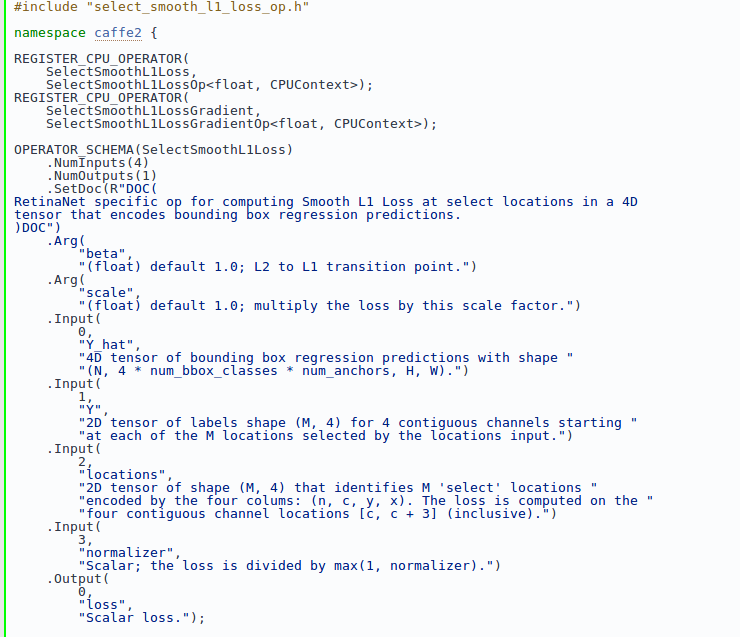 #include "select_smooth_l1_loss_op.h"
namespace caffe2 {
REGISTER_CPU_OPERATOR(
    SelectSmoothL1Loss,
    SelectSmoothL1LossOp<float, CPUContext>);
REGISTER_CPU_OPERATOR(
    SelectSmoothL1LossGradient,
    SelectSmoothL1LossGradientOp<float, CPUContext>);
OPERATOR_SCHEMA(SelectSmoothL1Loss)
    .NumInputs(4)
    .NumOutputs(1)
    .SetDoc(R"DOC(
RetinaNet specific op for computing Smooth L1 Loss at select locations in a 4D
tensor that encodes bounding box regression predictions.
)DOC")
    .Arg(
        "beta",
        "(float) default 1.0; L2 to L1 transition point.")
    .Arg(
        "scale",
        "(float) default 1.0; multiply the loss by this scale factor.")
    .Input(
        0,
        "Y_hat",
        "4D tensor of bounding box regression predictions with shape "
        "(N, 4 * num_bbox_classes * num_anchors, H, W).")
    .Input(
        1,
        "Y",
        "2D tensor of labels shape (M, 4) for 4 contiguous channels starting "
        "at each of the M locations selected by the locations input.")
    .Input(
        2,
        "locations",
        "2D tensor of shape (M, 4) that identifies M 'select' locations "
        "encoded by the four colums: (n, c, y, x). The loss is computed on the "
        "four contiguous channel locations [c, c + 3] (inclusive).")
    .Input(
        3,
        "normalizer",
        "Scalar; the loss is divided by max(1, normalizer).")
    .Output(
        0,
        "loss",
        "Scalar loss.");